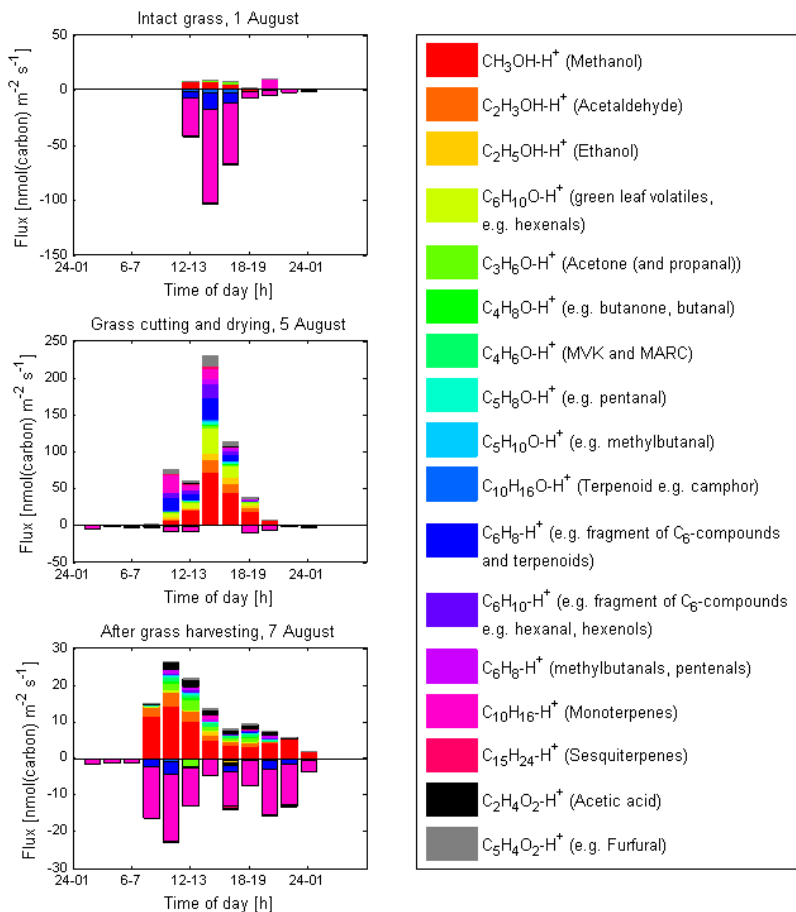 Intact grass, 1 August
50
0
-50
-100
-150
Flux [nmol(carbon) m⁻² s⁻¹]
24-01 6-7 12-13 18-19 24-01
Time of day [h]
Grass cutting and drying, 5 August
250
200
150
100
50
0
-50
Flux [nmol(carbon) m⁻² s⁻¹]
24-01 6-7 12-13 18-19 24-01
Time of day [h]
After grass harvesting, 7 August
30
20
10
0
-10
-20
-30
Flux [nmol(carbon) m⁻² s⁻¹]
24-01 6-7 12-13 18-19 24-01
Time of day [h]
CH₃OH-H⁺ (Methanol)
C₂H₃OH-H⁺ (Acetaldehyde)
C₂H₅OH-H⁺ (Ethanol)
C₆H₁₀O-H⁺ (green leaf volatiles,
e.g. hexenals)
C₃H₆O-H⁺ (Acetone (and propanal))
C₄H₈O-H⁺ (e.g. butanone, butanal)
C₄H₆O-H⁺ (MVK and MARC)
C₅H₈O-H⁺ (e.g. pentanal)
C₅H₁₀O-H⁺ (e.g. methylbutanal)
C₁₀H₁₆O-H⁺ (Terpenoid e.g. camphor)
C₆H₈-H⁺ (e.g. fragment of C₆-compounds
and terpenoids)
C₆H₁₀-H⁺ (e.g. fragment of C₆-compounds
e.g. hexanal, hexenols)
C₆H₈-H⁺ (methylbutanals, pentenals)
C₁₀H₁₆-H⁺ (Monoterpenes)
C₁₅H₂₄-H⁺ (Sesquiterpenes)
C₂H₄O₂-H⁺ (Acetic acid)
C₅H₄O₂-H⁺ (e.g. Furfural)